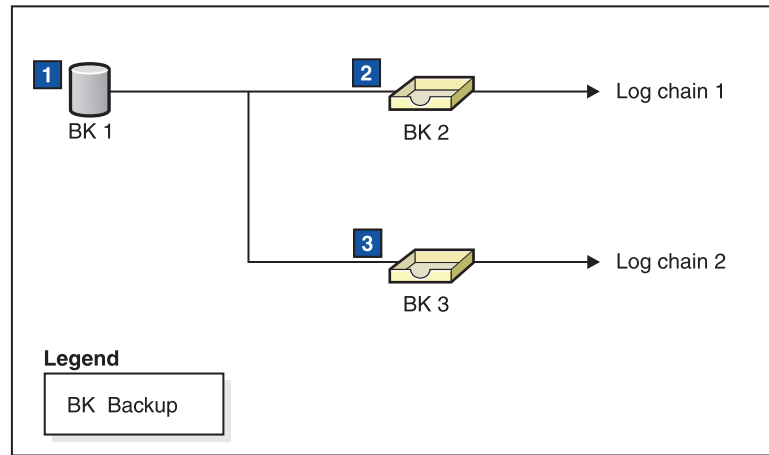 1
2
BK 1
BK 2
Log chain 1
3
BK 3
Log chain 2
Legend
BK Backup